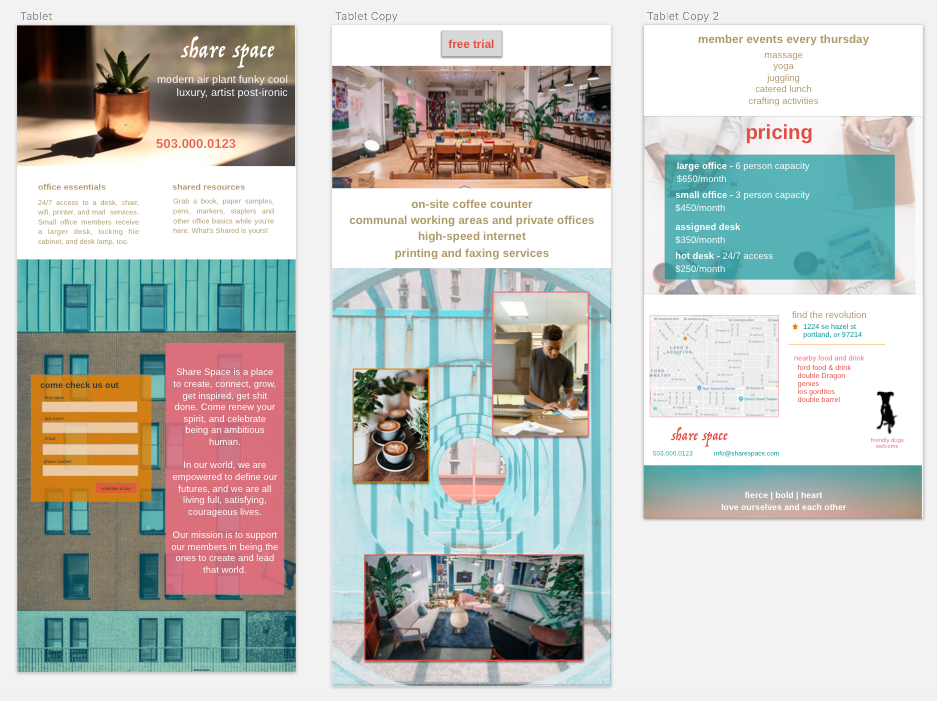 Tablet
share space
modern air plant funky cool
luxury, artist post-ironic
503.000.0123
office essentials
24/7 access to a desk, chair,
wifi, printer, and mail services.
Small office members receive
a larger desk, locking file
cabinet, and desk lamp, too.
shared resources
Grab a book, paper samples,
pens, markers, staplers and
other office basics while you're
here. What's Shared is yours!
come check us out
first name
last name
email
phone number
Share Space is a place
to create, connect, grow,
get inspired, get shit
done. Come renew your
spirit, and celebrate
being an ambitious
human.
In our world, we are
empowered to define our
futures, and we are all
living full, satisfying,
courageous lives.
Our mission is to support
our members in being the
ones to create and lead
that world.
Tablet Copy
free trial
on-site coffee counter
communal working areas and private offices
high-speed internet
printing and faxing services
Tablet Copy 2
member events every thursday
massage
yoga
juggling
catered lunch
crafting activities
pricing
large office - 6 person capacity
$650/month
small office - 3 person capacity
$450/month
assigned desk
$350/month
hot desk - 24/7 access
$250/month
find the revolution
1224 se hazel st
portland, or 97214
nearby food and drink
ford food & drink
double Dragon
genies
los gorditos
double barrel
friendly dogs
welcome
share space
503.000.0123
info@sharespace.com
fierce | bold | heart
love ourselves and each other